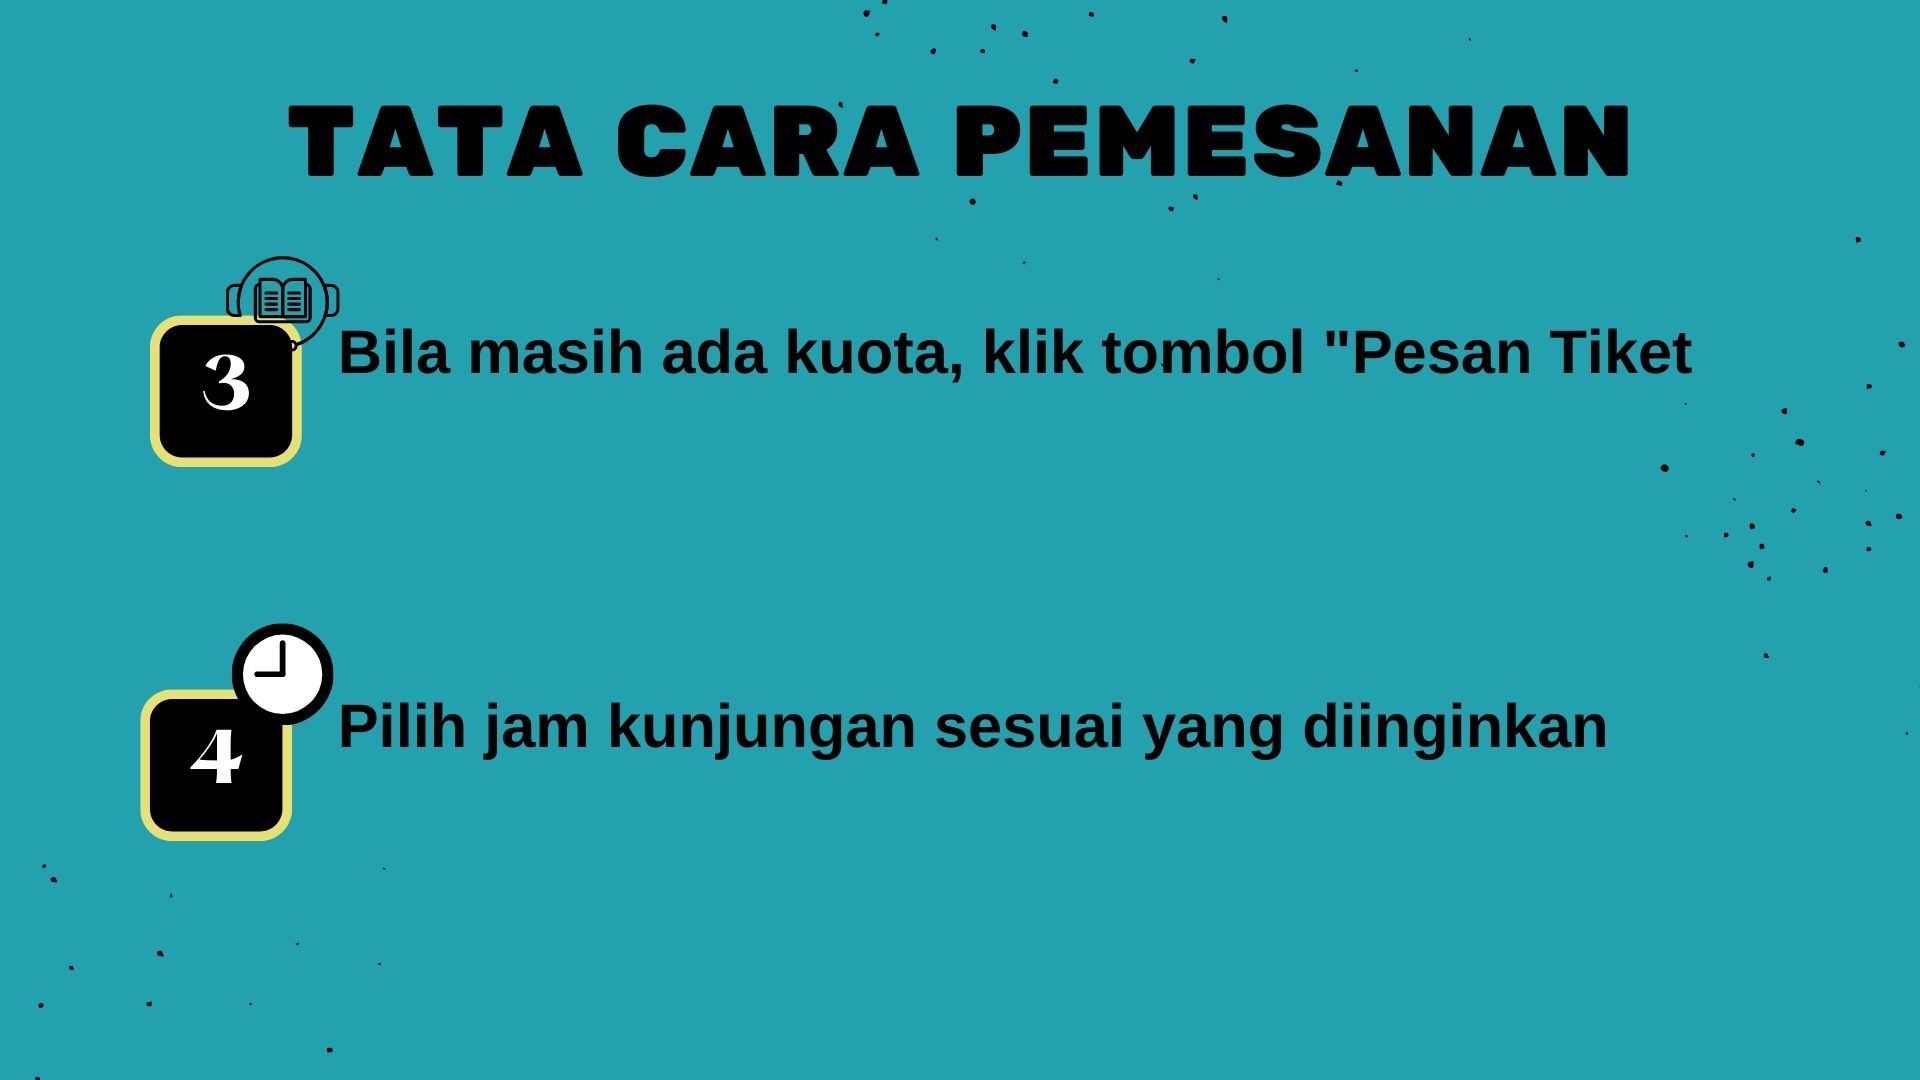 TATA CARA PEMESANAN
3
Bila masih ada kuota, klik tombol "Pesan Tiket
4
Pilih jam kunjungan sesuai yang diinginkan